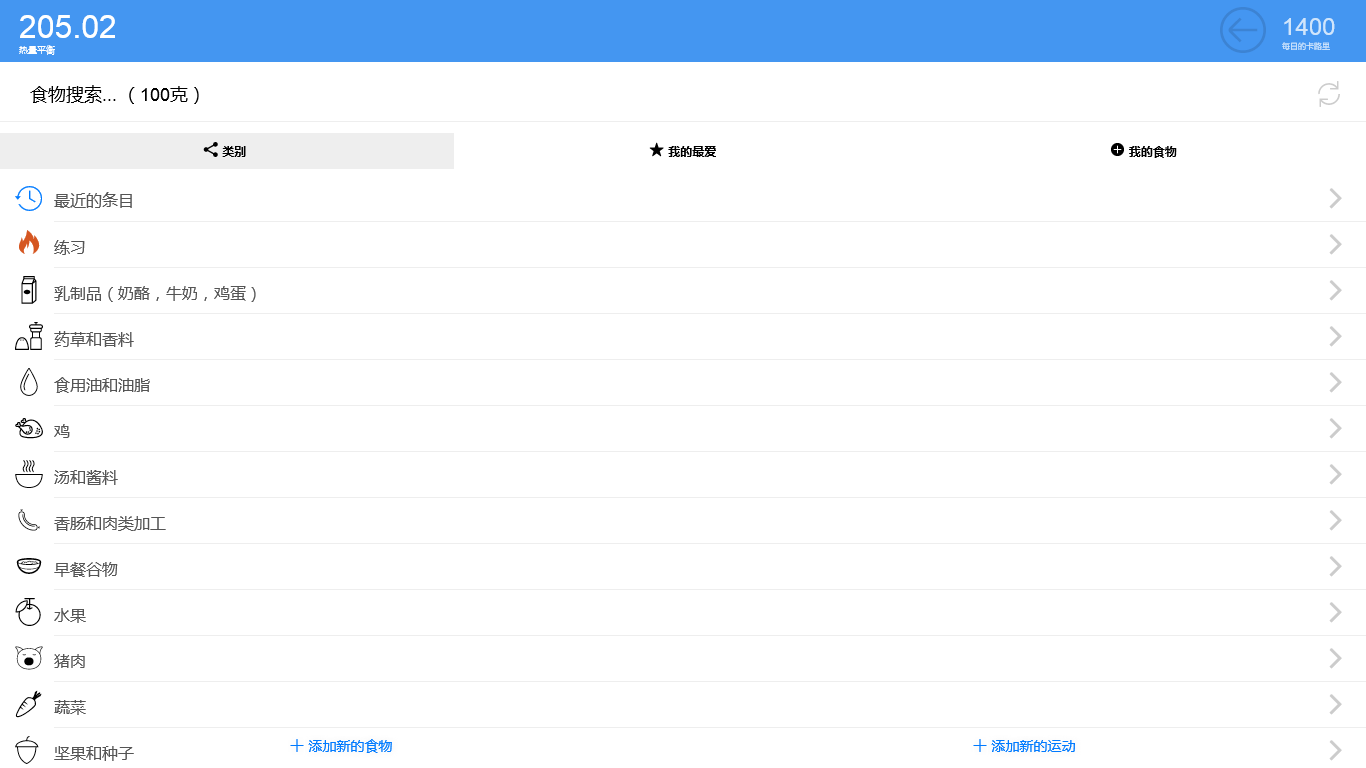 205.02
热量平衡
1400
每日的卡路里
食物搜索... （100克）
类别
我的最爱
我的食物
最近的条目
练习
乳制品（奶酪，牛奶，鸡蛋）
药草和香料
食用油和油脂
鸡
汤和酱料
香肠和肉类加工
早餐谷物
水果
猪肉
蔬菜
坚果和种子
添加新的食物
添加新的运动